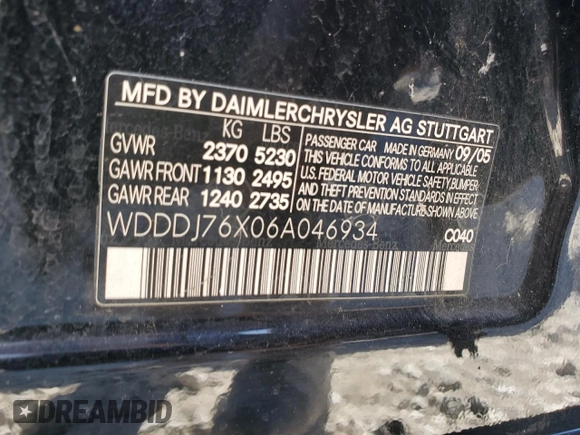 MFD BY DAIMLERCHRYSLER AG STUTTGART
KG LBS
GVWR 2370 5230
GAWR FRONT 1130 2495
GAWR REAR 1240 2735
PASSENGER CAR MADE IN GERMANY 09/05
THIS VEHICLE CONFORMS TO ALL APPLICABLE
U.S. FEDERAL MOTOR VEHICLE SAFETY, BUMPER
AND THEFT PREVENTION STANDARDS IN EFFECT
ON THE DATE OF MANUFACTURE SHOWN ABOVE
WDDDJ76X06A046934
C040
Mercedes-Benz
DREAMBID